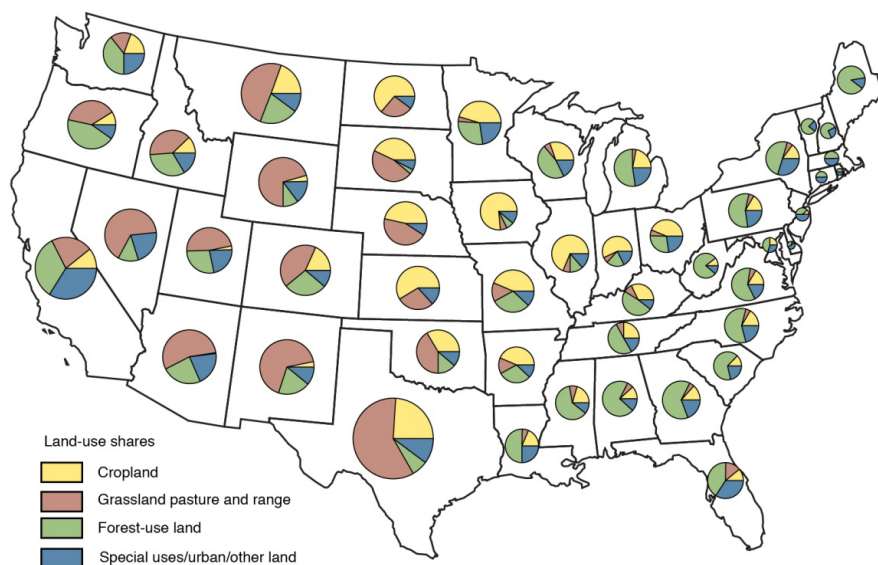 Land-use shares
Cropland
Grassland pasture and range
Forest-use land
Special uses/urban/other land